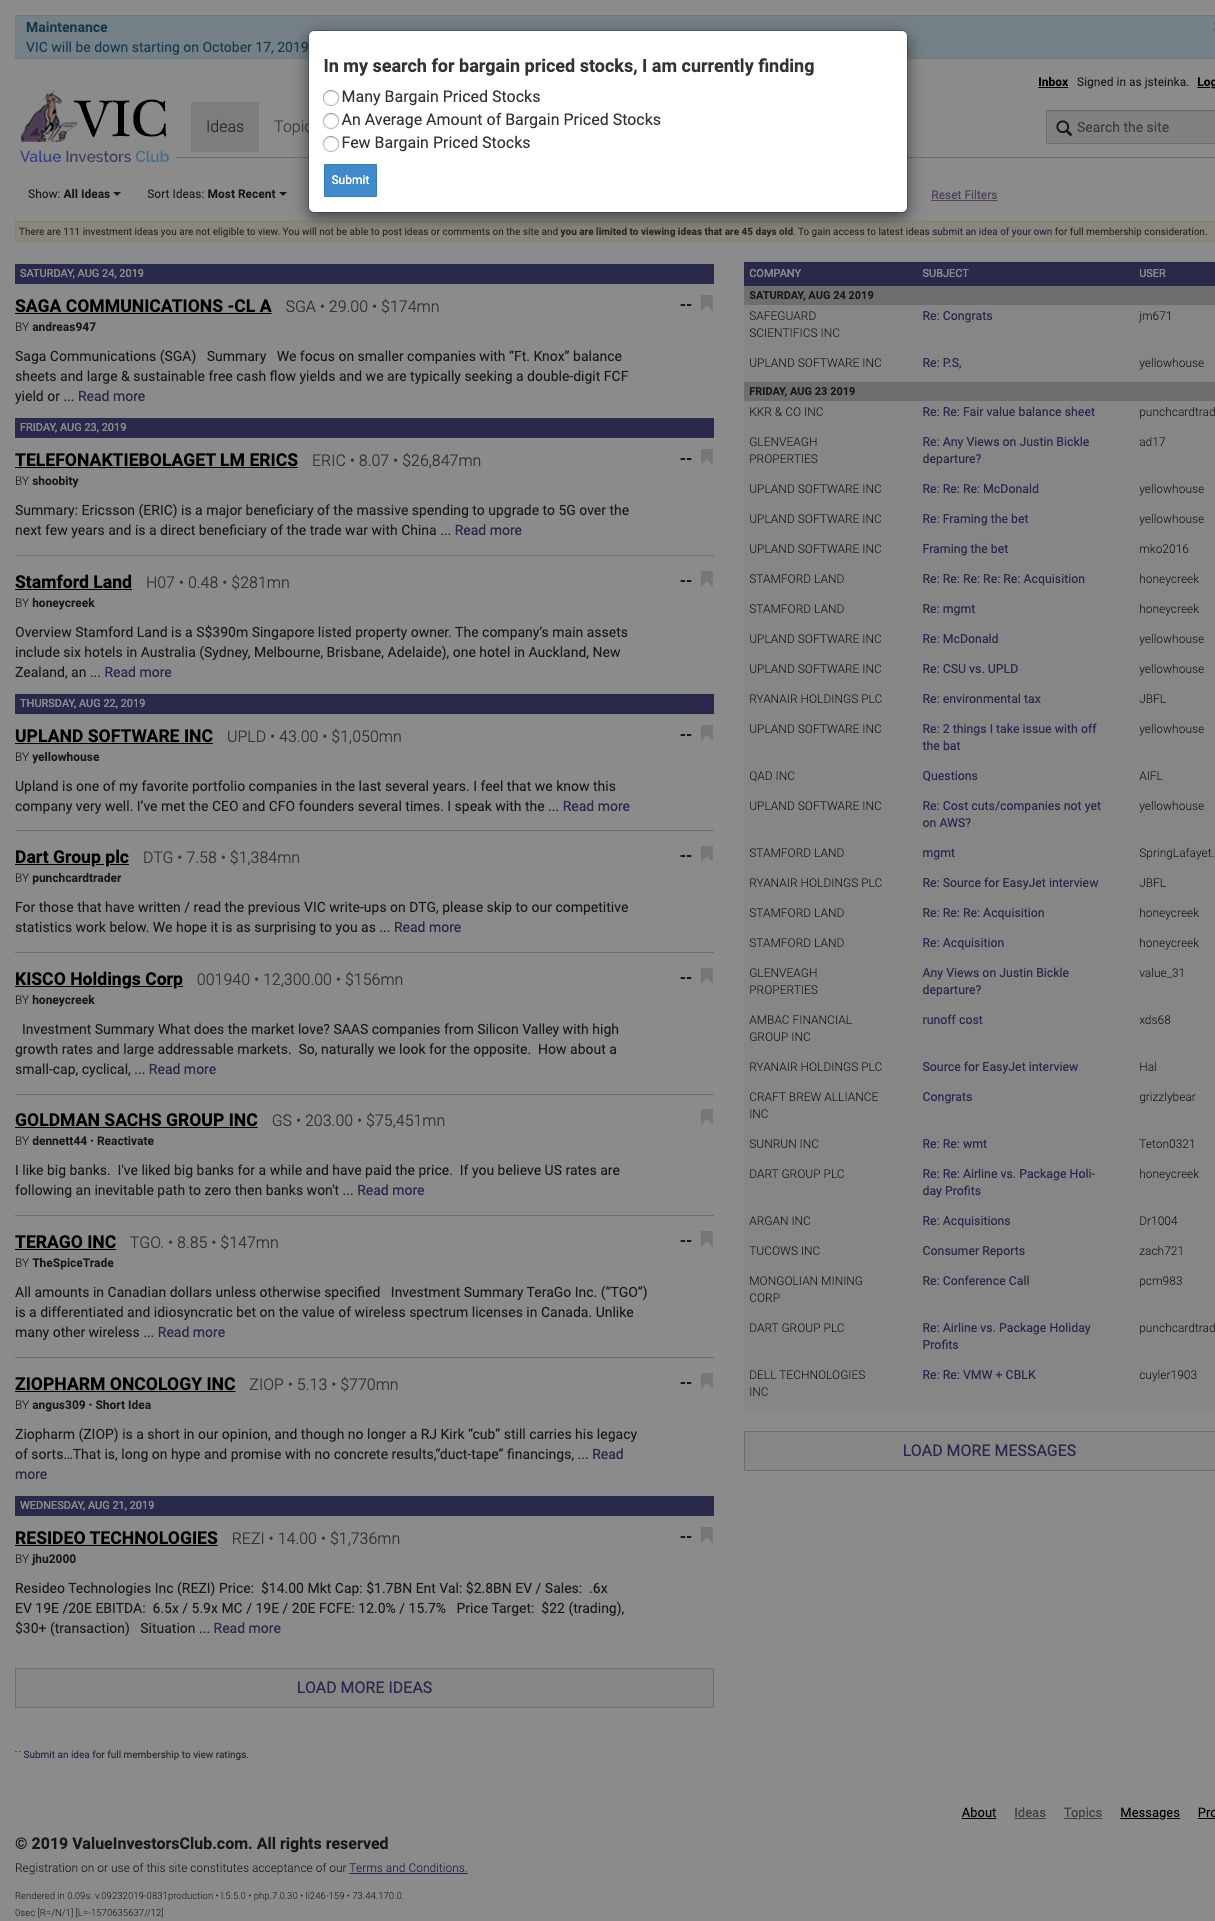 Maintenance
VIC will be down starting on October 17, 2019
In my search for bargain priced stocks, I am currently finding
Many Bargain Priced Stocks
An Average Amount of Bargain Priced Stocks
Few Bargain Priced Stocks
Submit
Inbox Signed in as jsteinka.
VIC
Value Investors Club
Ideas
Search the site
Show: All Ideas Sort Ideas: Most Recent
Reset Filters
There are 111 investment ideas you are not eligible to view. You will not be able to post ideas or comments on the site and you are limited to viewing ideas that are 45 days old. To gain access to latest ideas submit an idea of your own for full membership consideration.
SATURDAY, AUG 24, 2019
SAGA COMMUNICATIONS -CL A SGA • 29.00 • $174mn --
BY andreas947
Saga Communications (SGA) Summary We focus on smaller companies with “Ft. Knox” balance
sheets and large & sustainable free cash flow yields and we are typically seeking a double-digit FCF
yield or ... Read more
FRIDAY, AUG 23, 2019
TELEFONAKTIEBOLAGET LM ERICS ERIC • 8.07 • $26,847mn --
BY shoobity
Summary: Ericsson (ERIC) is a major beneficiary of the massive spending to upgrade to 5G over the
next few years and is a direct beneficiary of the trade war with China ... Read more
Stamford Land H07 • 0.48 • $281mn --
BY honeycreek
Overview Stamford Land is a S$390m Singapore listed property owner. The company’s main assets
include six hotels in Australia (Sydney, Melbourne, Brisbane, Adelaide), one hotel in Auckland, New
Zealand, an ... Read more
THURSDAY, AUG 22, 2019
UPLAND SOFTWARE INC UPLD • 43.00 • $1,050mn --
BY yellowhouse
Upland is one of my favorite portfolio companies in the last several years. I feel that we know this
company very well. I’ve met the CEO and CFO founders several times. I speak with the ... Read more
Dart Group plc DTG • 7.58 • $1,384mn --
BY punchcardtrader
For those that have written / read the previous VIC write-ups on DTG, please skip to our competitive
statistics work below. We hope it is as surprising to you as ... Read more
KISCO Holdings Corp 001940 • 12,300.00 • $156mn --
BY honeycreek
Investment Summary What does the market love? SAAS companies from Silicon Valley with high
growth rates and large addressable markets. So, naturally we look for the opposite. How about a
small-cap, cyclical, ... Read more
GOLDMAN SACHS GROUP INC GS • 203.00 • $75,451mn
BY dennett44 • Reactivate
I like big banks. I've liked big banks for a while and have paid the price. If you believe US rates are
following an inevitable path to zero then banks won't ... Read more
TERAGO INC TGO. • 8.85 • $147mn --
BY TheSpiceTrade
All amounts in Canadian dollars unless otherwise specified Investment Summary TeraGo Inc. (“TGO”)
is a differentiated and idiosyncratic bet on the value of wireless spectrum licenses in Canada. Unlike
many other wireless ... Read more
ZIOPHARM ONCOLOGY INC ZIOP • 5.13 • $770mn --
BY angus309 • Short Idea
Ziopharm (ZIOP) is a short in our opinion, and though no longer a RJ Kirk “cub” still carries his legacy
of sorts…That is, long on hype and promise with no concrete results,“duct-tape” financings, ... Read
more
WEDNESDAY, AUG 21, 2019
RESIDEO TECHNOLOGIES REZI • 14.00 • $1,736mn --
BY jhu2000
Resideo Technologies Inc (REZI) Price: $14.00 Mkt Cap: $1.7BN Ent Val: $2.8BN EV / Sales: .6x
EV 19E /20E EBITDA: 6.5x / 5.9x MC / 19E / 20E FCFE: 12.0% / 15.7% Price Target: $22 (trading),
$30+ (transaction) Situation ... Read more
LOAD MORE IDEAS
COMPANY SUBJECT USER
SATURDAY, AUG 24 2019
SAFEGUARD Re: Congrats jm671
SCIENTIFICS INC
UPLAND SOFTWARE INC Re: P.S, yellowhouse
FRIDAY, AUG 23 2019
KKR & CO INC Re: Re: Fair value balance sheet punchcardtrad
GLENVEAGH Re: Any Views on Justin Bickle ad17
PROPERTIES departure?
UPLAND SOFTWARE INC Re: Re: Re: McDonald yellowhouse
UPLAND SOFTWARE INC Re: Framing the bet yellowhouse
UPLAND SOFTWARE INC Framing the bet mko2016
STAMFORD LAND Re: Re: Re: Re: Re: Acquisition honeycreek
STAMFORD LAND Re: mgmt honeycreek
UPLAND SOFTWARE INC Re: McDonald yellowhouse
UPLAND SOFTWARE INC Re: CSU vs. UPLD yellowhouse
RYANAIR HOLDINGS PLC Re: environmental tax JBFL
UPLAND SOFTWARE INC Re: 2 things I take issue with off yellowhouse
the bat
QAD INC Questions AIFL
UPLAND SOFTWARE INC Re: Cost cuts/companies not yet yellowhouse
on AWS?
STAMFORD LAND mgmt SpringLafayet.
RYANAIR HOLDINGS PLC Re: Source for EasyJet interview JBFL
STAMFORD LAND Re: Re: Re: Acquisition honeycreek
STAMFORD LAND Re: Acquisition honeycreek
GLENVEAGH Any Views on Justin Bickle value_31
PROPERTIES departure?
AMBAC FINANCIAL runoff cost xds68
GROUP INC
RYANAIR HOLDINGS PLC Source for EasyJet interview Hal
CRAFT BREW ALLIANCE Congrats grizzlybear
INC
SUNRUN INC Re: Re: wmt Teton0321
DART GROUP PLC Re: Re: Airline vs. Package Holi- honeycreek
day Profits
ARGAN INC Re: Acquisitions Dr1004
TUCOWS INC Consumer Reports zach721
MONGOLIAN MINING Re: Conference Call pcm983
CORP
DART GROUP PLC Re: Airline vs. Package Holiday punchcardtrad
Profits
DELL TECHNOLOGIES Re: Re: VMW + CBLK cuyler1903
INC
LOAD MORE MESSAGES
Submit an idea for full membership to view ratings.
About Ideas Topics Messages
© 2019 ValueInvestorsClub.com. All rights reserved
Registration on or use of this site constitutes acceptance of our Terms and Conditions.
Rendered in 0.09s. v.09232019-0831production • l.5.5.0 • php.7.0.30 • li246-159 • 73.44.170.0.
0sec [R=/N/1] [L=-1570635637//12]